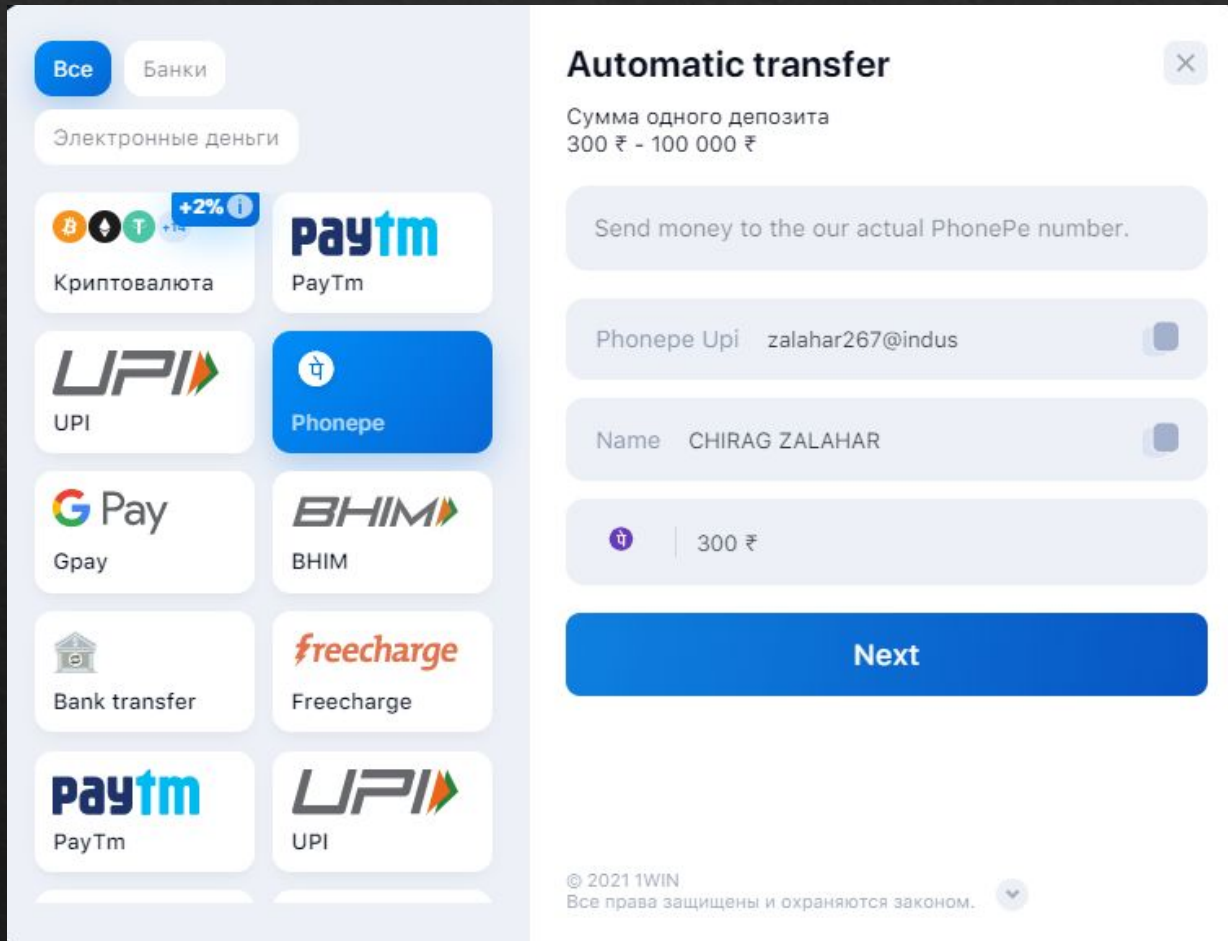 Все
Банки
Электронные деньги
+2% i
+14
Криптовалюта
paytm
PayTm
UPI
UPI
Phonepe
G Pay
Gpay
BHIM
BHIM
Bank transfer
freecharge
Freecharge
paytm
PayTm
UPI
UPI
Automatic transfer
Сумма одного депозита
300 ₹ - 100 000 ₹
Send money to the our actual PhonePe number.
Phonepe Upi zalahar267@indus
Name CHIRAG ZALAHAR
पे 300 ₹
Next
© 2021 1WIN
Все права защищены и охраняются законом.